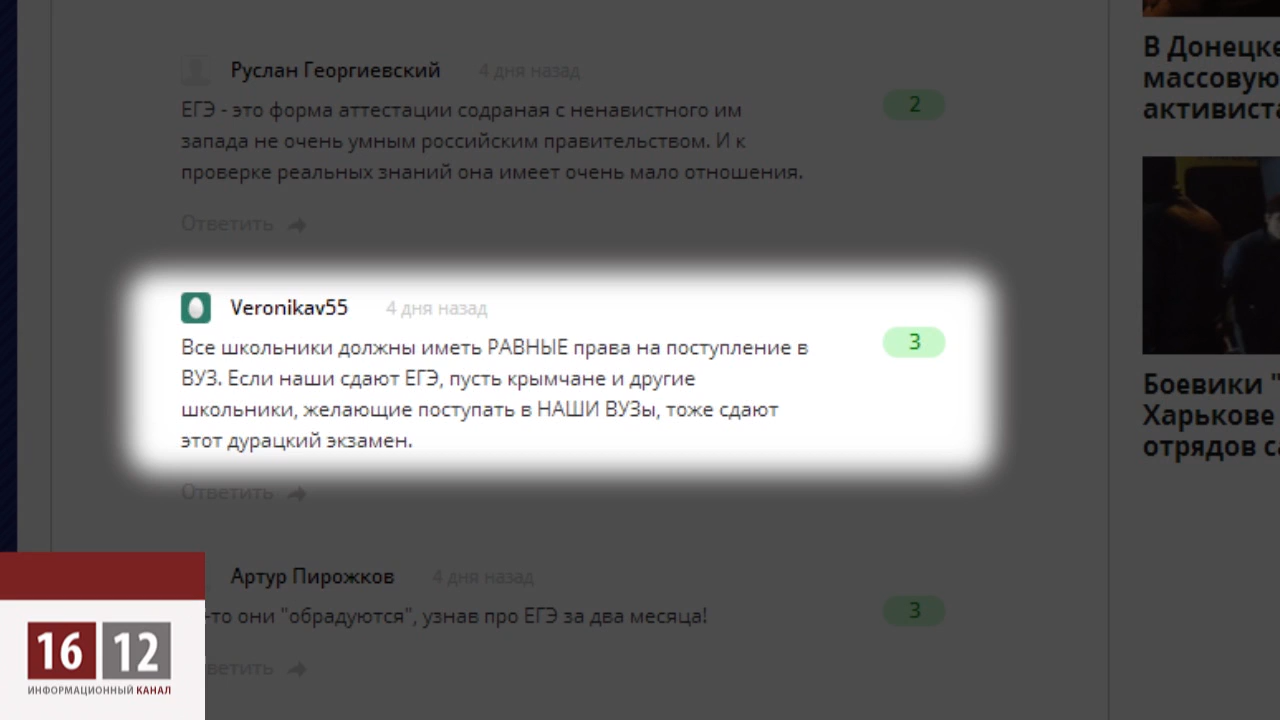 Руслан Георгиевский 4 дня назад
ЕГЭ - это форма аттестации содраная с ненавистного им
запада не очень умным российским правительством. И к
проверке реальных знаний она имеет очень мало отношения.
2
Ответить
Veronikav55 4 дня назад
Все школьники должны иметь РАВНЫЕ права на поступление в
ВУЗ. Если наши сдают ЕГЭ, пусть крымчане и другие
школьники, желающие поступать в НАШИ ВУЗы, тоже сдают
этот дурацкий экзамен.
3
Ответить
Артур Пирожков 4 дня назад
-то они "обрадуются", узнав про ЕГЭ за два месяца!
3
ветить
В Донецке
массовую
активиста
Боевики "
Харькове
отрядов са
16 12
ИНФОРМАЦИОННЫЙ КАНАЛ